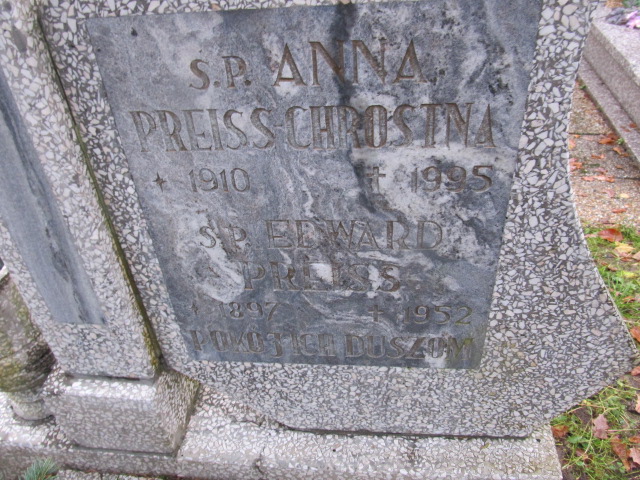 S.P. ANNA
PREISS CHROSTNA
* 1910 † 1995
S.P. EDWARD
PREISS
* 1897 † 1952
POKÓJ ICH DUSZOM